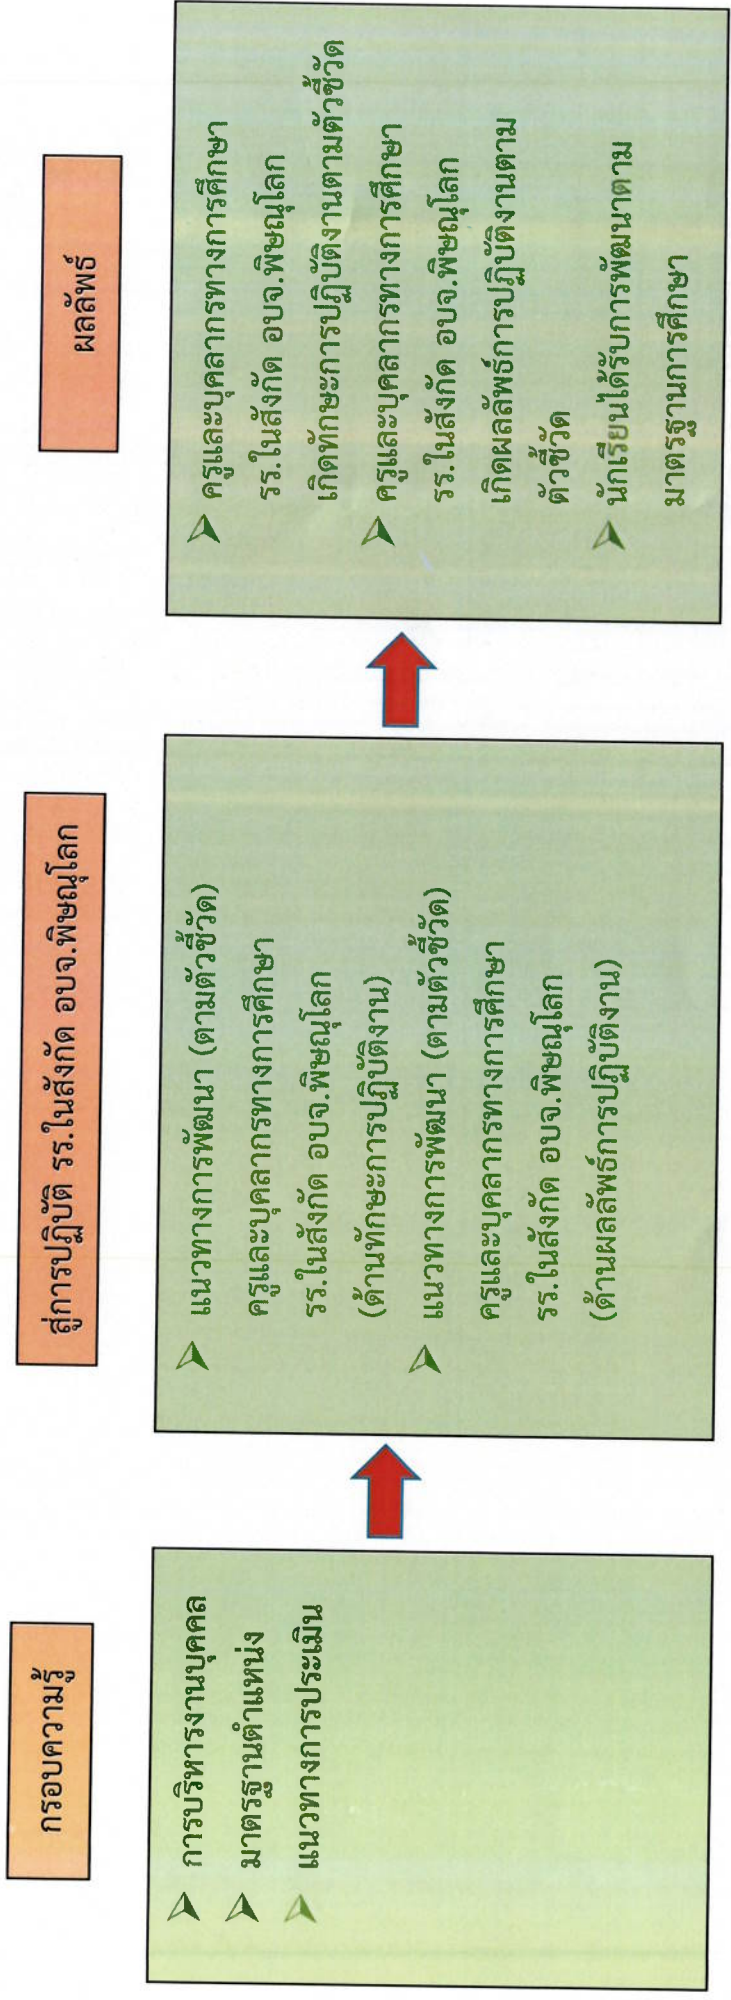 กรอบความรู้
การบริหารงานบุคคล
มาตรฐานตำแหน่ง
แนวทางการประเมิน
สู่การปฏิบัติ รร.ในสังกัด อบจ.พิษณุโลก
แนวทางการพัฒนา (ตามตัวชี้วัด)
ครูและบุคลากรทางการศึกษา
รร.ในสังกัด อบจ.พิษณุโลก
(ด้านทักษะการปฏิบัติงาน)
แนวทางการพัฒนา (ตามตัวชี้วัด)
ครูและบุคลากรทางการศึกษา
รร.ในสังกัด อบจ.พิษณุโลก
(ด้านผลลัพธ์การปฏิบัติงาน)
ผลลัพธ์
ครูและบุคลากรทางการศึกษา
รร.ในสังกัด อบจ.พิษณุโลก
เกิดทักษะการปฏิบัติงานตามตัวชี้วัด
ครูและบุคลากรทางการศึกษา
รร.ในสังกัด อบจ.พิษณุโลก
เกิดผลลัพธ์การปฏิบัติงานตาม
ตัวชี้วัด
นักเรียนได้รับการพัฒนาตาม
มาตรฐานการศึกษา